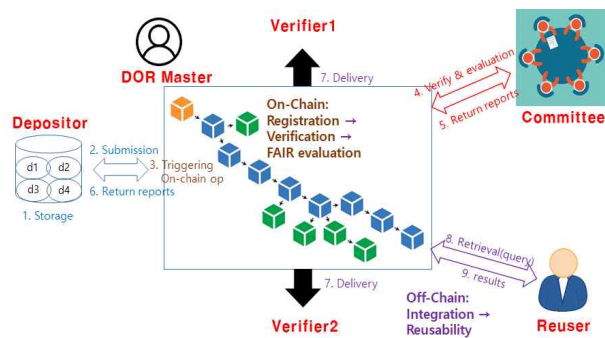 Verifier1
DOR Master
7. Delivery
4. Verify & evaluation
5. Return reports
Committee
On-Chain:
Registration →
Verification →
FAIR evaluation
Depositor
d1 d2
d3 d4
1. Storage
2. Submission
3. Triggering
On-chain op
6. Return reports
8. Retrieval(query)
9. results
7. Delivery
Off-Chain:
Integration →
Reusability
Verifier2
Reuser